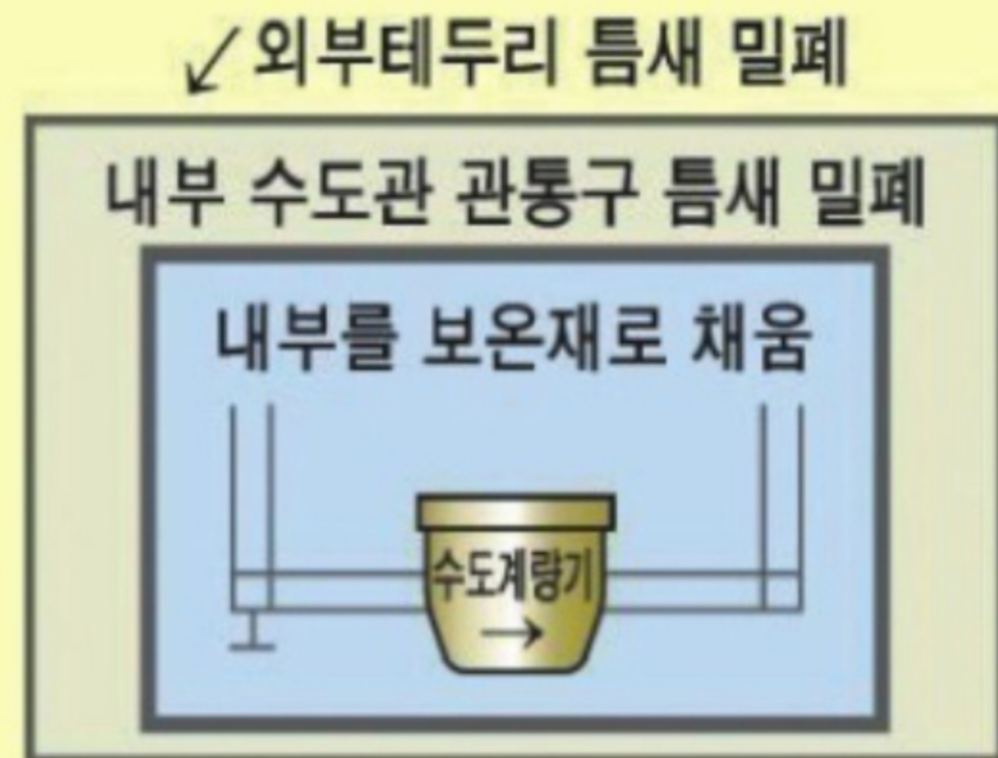 외부테두리 틈새 밀폐
내부 수도관 관통구 틈새 밀폐
내부를 보온재로 채움
수도계량기